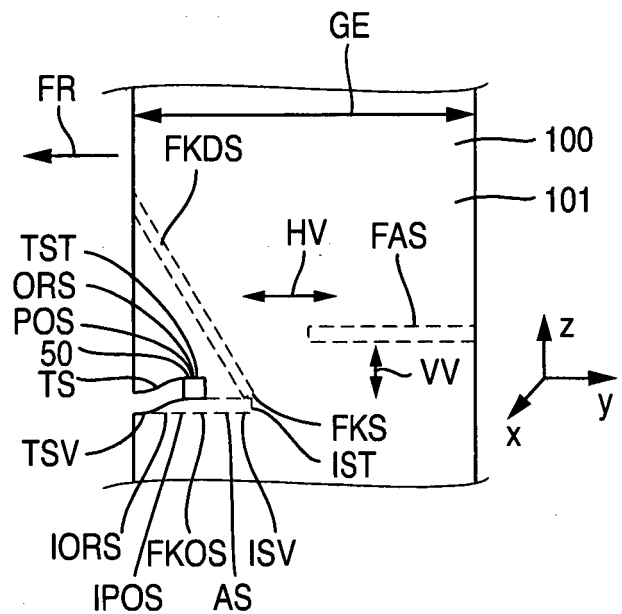 GE
FR
FKDS
100
101
TST
HV
FAS
ORS
POS
50
TS
VV
z
y
x
TSV
FKS
IST
IORS
FKOS
ISV
IPOS
AS